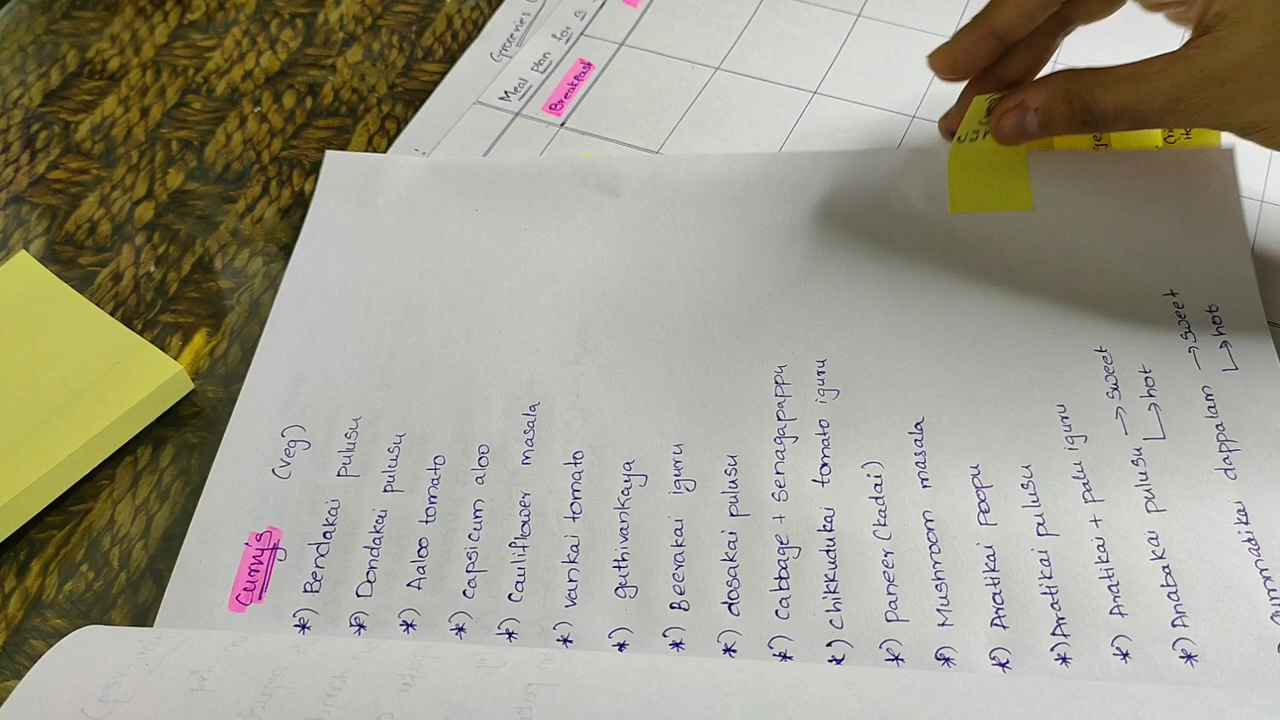 Groceries
Meal plan for a
Breakfast
Curry's (veg)
*) Bendakai pulusu
*) Dondakai pulusu
*) Aaloo tomato
*) capsicum aloo
*) Cauliflower masala
*) vankai tomato
*) guthivankaya
*) Beerakai iguru
*) dosakai pulusu
*) Cabbage + senagapappu
*) Chikkudukai tomato iguru
*) paneer (kadai)
*) Mushroom masala
*) Aratikai poopu
*) Aratikai pulusu
*) Aratikai + palu iguru
*) Anabakai pulusu → sweet
↳ hot
*) Gummadikai dappalam → sweet
↳ hot